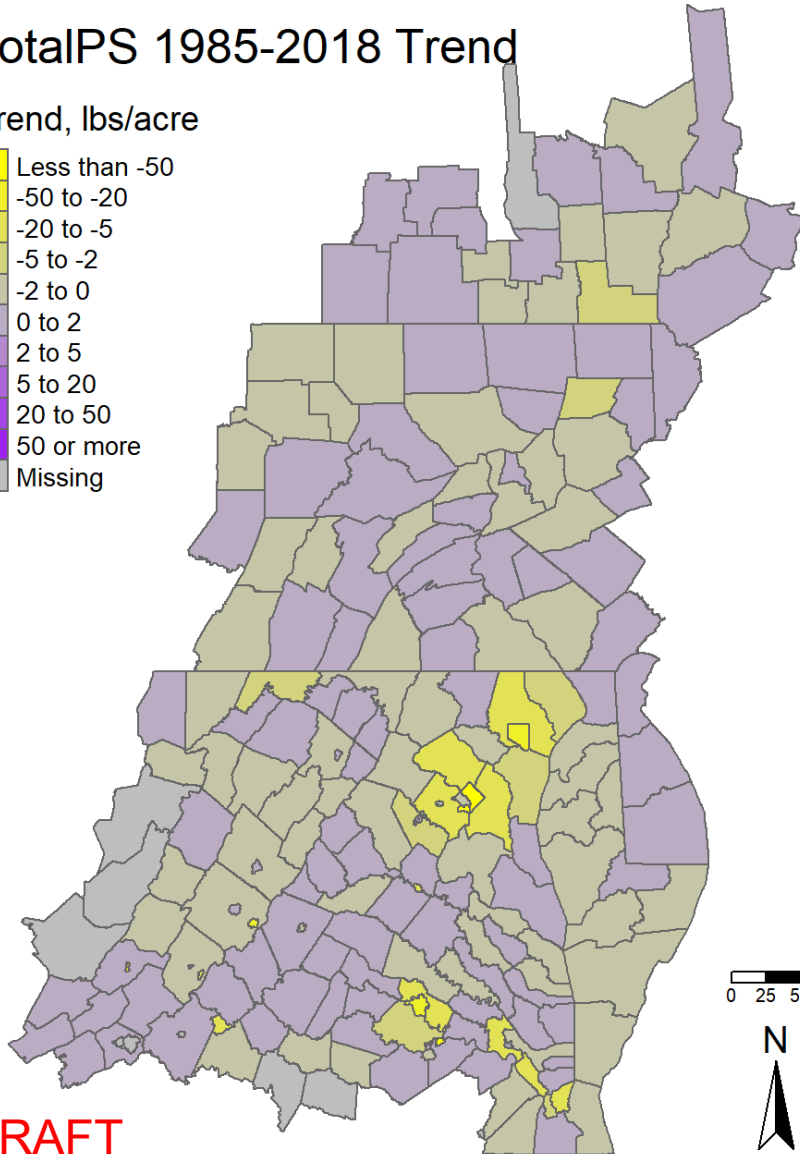 otalPS 1985-2018 Trend
rend, lbs/acre
Less than -50
-50 to -20
-20 to -5
-5 to -2
-2 to 0
0 to 2
2 to 5
5 to 20
20 to 50
50 or more
Missing
0 25 5
N
RAFT